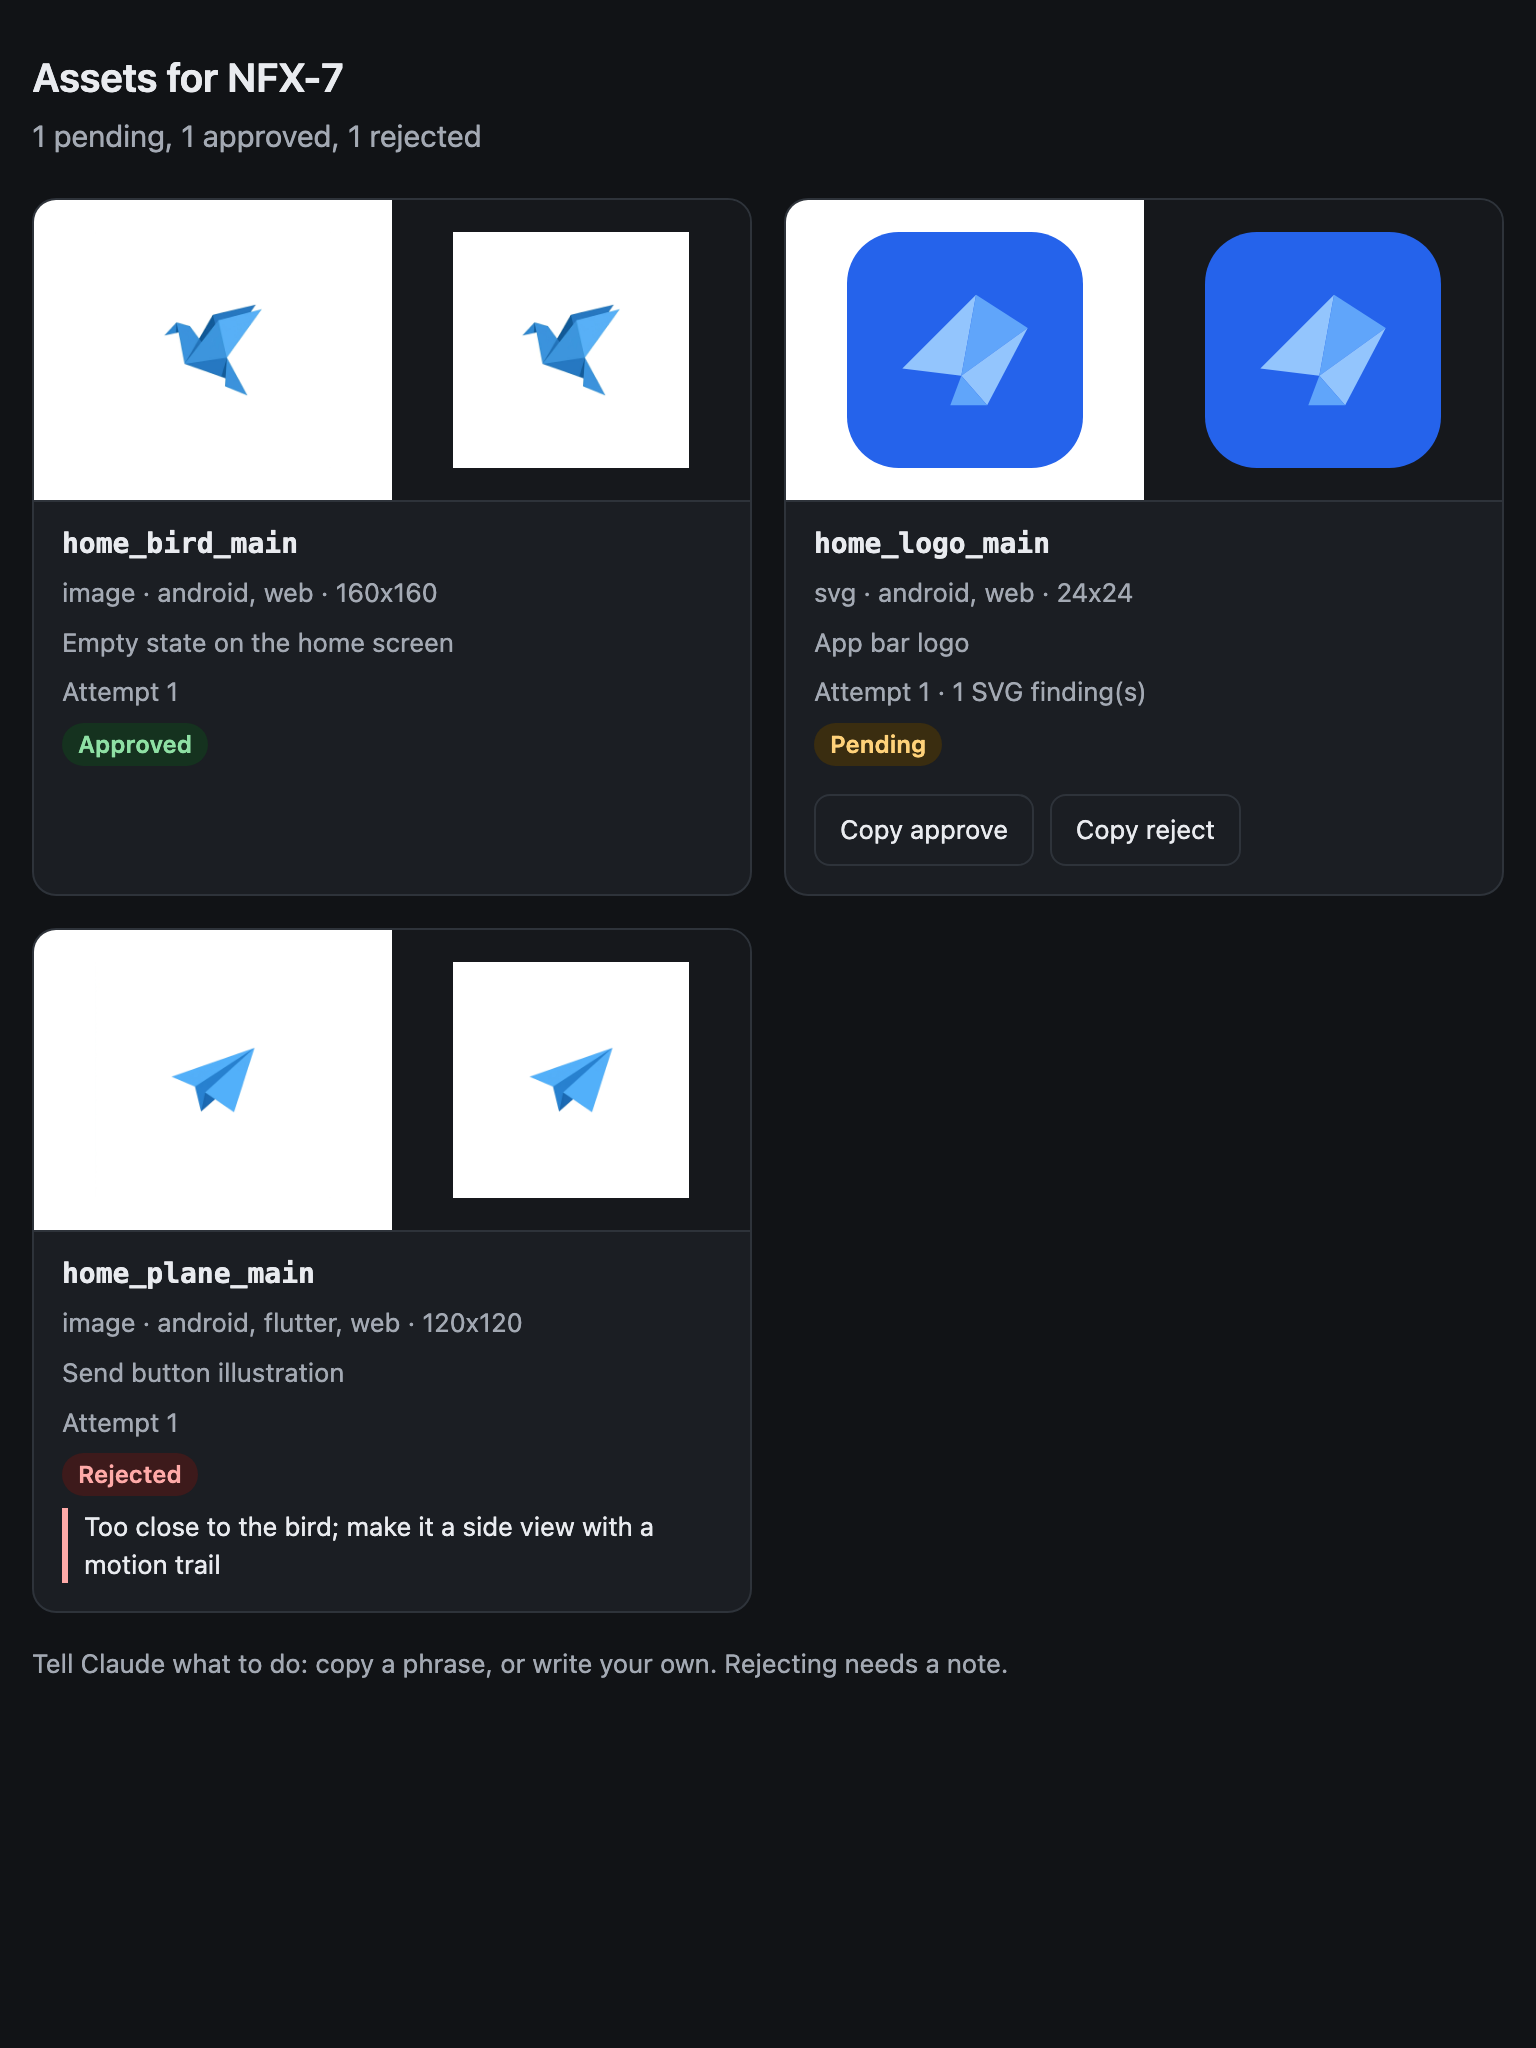 Assets for NFX-7
1 pending, 1 approved, 1 rejected
home_bird_main
image · android, web · 160x160
Empty state on the home screen
Attempt 1
Approved
home_logo_main
svg · android, web · 24x24
App bar logo
Attempt 1 · 1 SVG finding(s)
Pending
Copy approve
Copy reject
home_plane_main
image · android, flutter, web · 120x120
Send button illustration
Attempt 1
Rejected
Too close to the bird; make it a side view with a
motion trail
Tell Claude what to do: copy a phrase, or write your own. Rejecting needs a note.